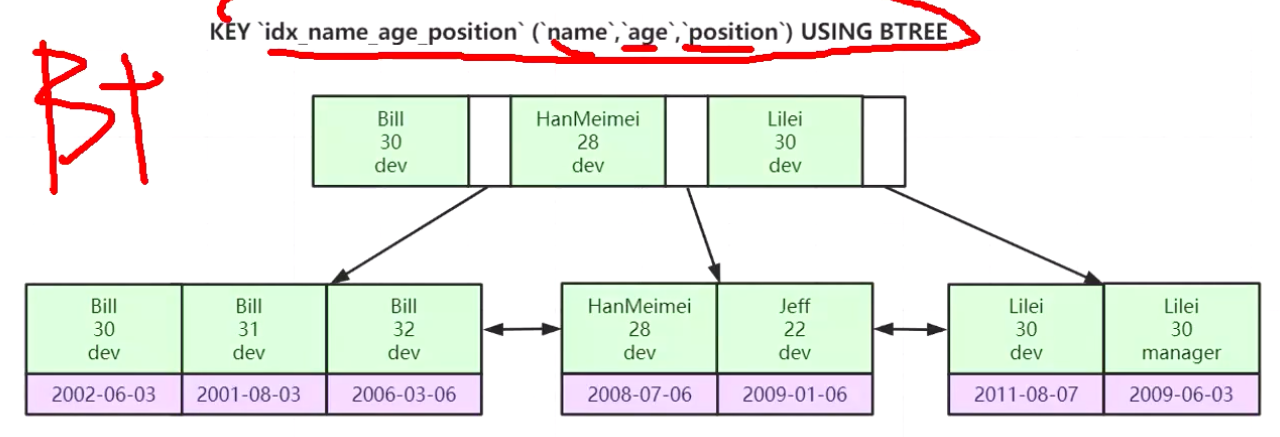 KEY `idx_name_age_position` (`name`,`age`,`position`) USING BTREE
B+
Bill HanMeimei Lilei
30 28 30
dev dev dev
Bill Bill Bill HanMeimei Jeff Lilei Lilei
30 31 32 28 22 30 30
dev dev dev dev dev dev manager
2002-06-03 2001-08-03 2006-03-06 2008-07-06 2009-01-06 2011-08-07 2009-06-03